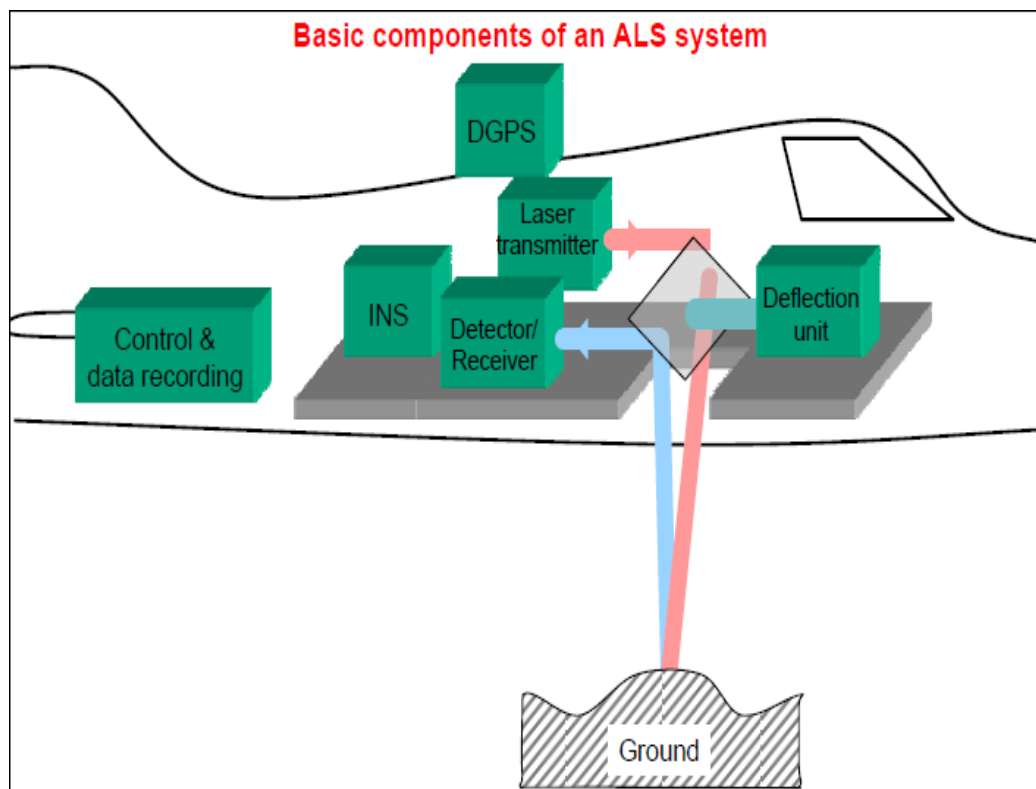 Basic components of an ALS system
DGPS
Laser
transmitter
INS
Detector/
Receiver
Deflection
unit
Control &
data recording
Ground